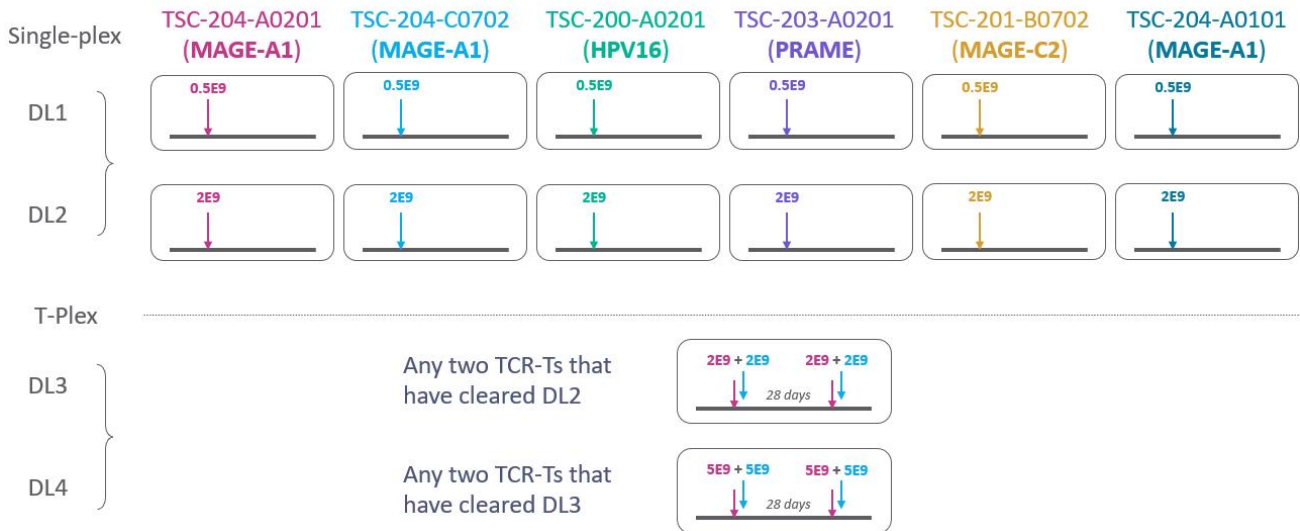 Single-plex
TSC-204-A0201
(MAGE-A1)
TSC-204-C0702
(MAGE-A1)
TSC-200-A0201
(HPV16)
TSC-203-A0201
(PRAME)
TSC-201-B0702
(MAGE-C2)
TSC-204-A0101
(MAGE-A1)
DL1
0.5E9
0.5E9
0.5E9
0.5E9
0.5E9
0.5E9
DL2
2E9
2E9
2E9
2E9
2E9
2E9
T-Plex
DL3
Any two TCR-Ts that
have cleared DL2
2E9 + 2E9
2E9 + 2E9
28 days
DL4
Any two TCR-Ts that
have cleared DL3
5E9 + 5E9
5E9 + 5E9
28 days